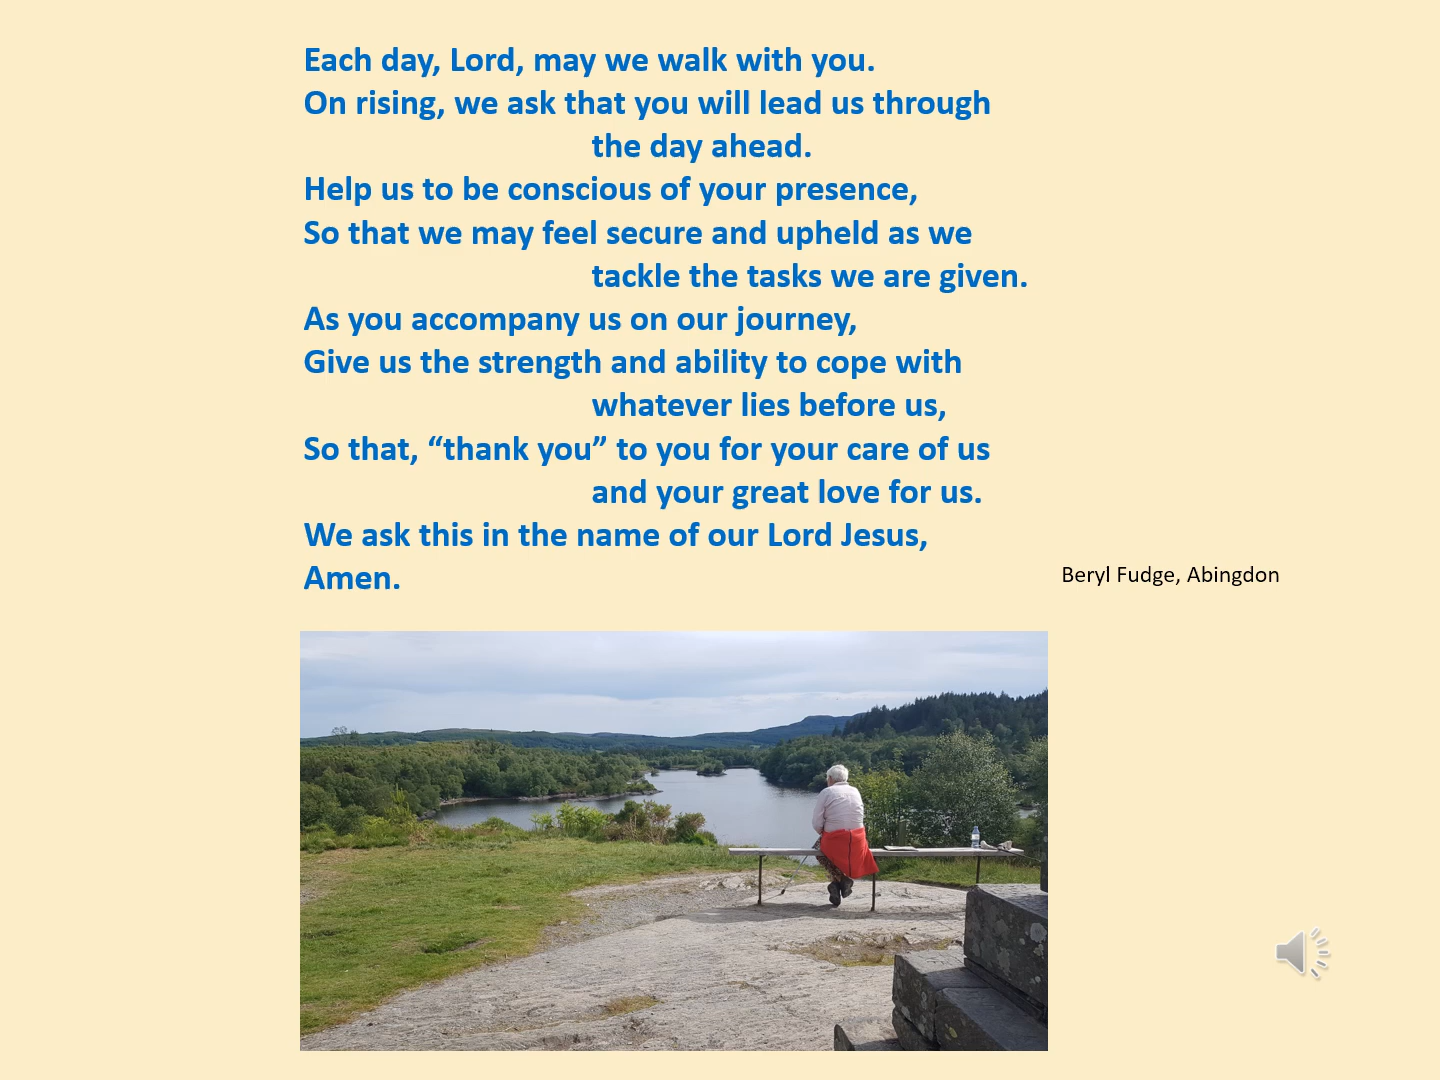 Each day, Lord, may we walk with you.
On rising, we ask that you will lead us through
the day ahead.
Help us to be conscious of your presence,
So that we may feel secure and upheld as we
tackle the tasks we are given.
As you accompany us on our journey,
Give us the strength and ability to cope with
whatever lies before us,
So that, “thank you” to you for your care of us
and your great love for us.
We ask this in the name of our Lord Jesus,
Amen.
Beryl Fudge, Abingdon